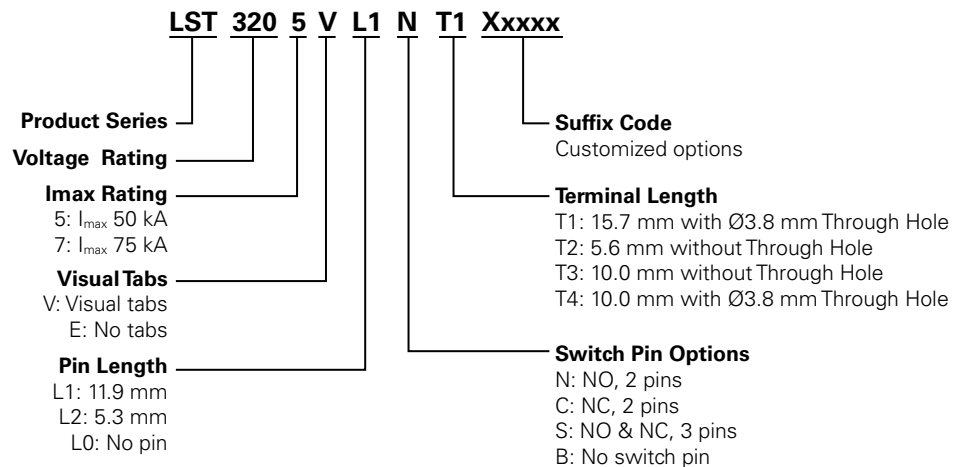 LST 320 5 V L1 N T1 Xxxxx
Product Series
Voltage Rating
Imax Rating
5: Imax 50 kA
7: Imax 75 kA
Visual Tabs
V: Visual tabs
E: No tabs
Pin Length
L1: 11.9 mm
L2: 5.3 mm
L0: No pin
Suffix Code
Customized options
Terminal Length
T1: 15.7 mm with Ø3.8 mm Through Hole
T2: 5.6 mm without Through Hole
T3: 10.0 mm without Through Hole
T4: 10.0 mm with Ø3.8 mm Through Hole
Switch Pin Options
N: NO, 2 pins
C: NC, 2 pins
S: NO & NC, 3 pins
B: No switch pin